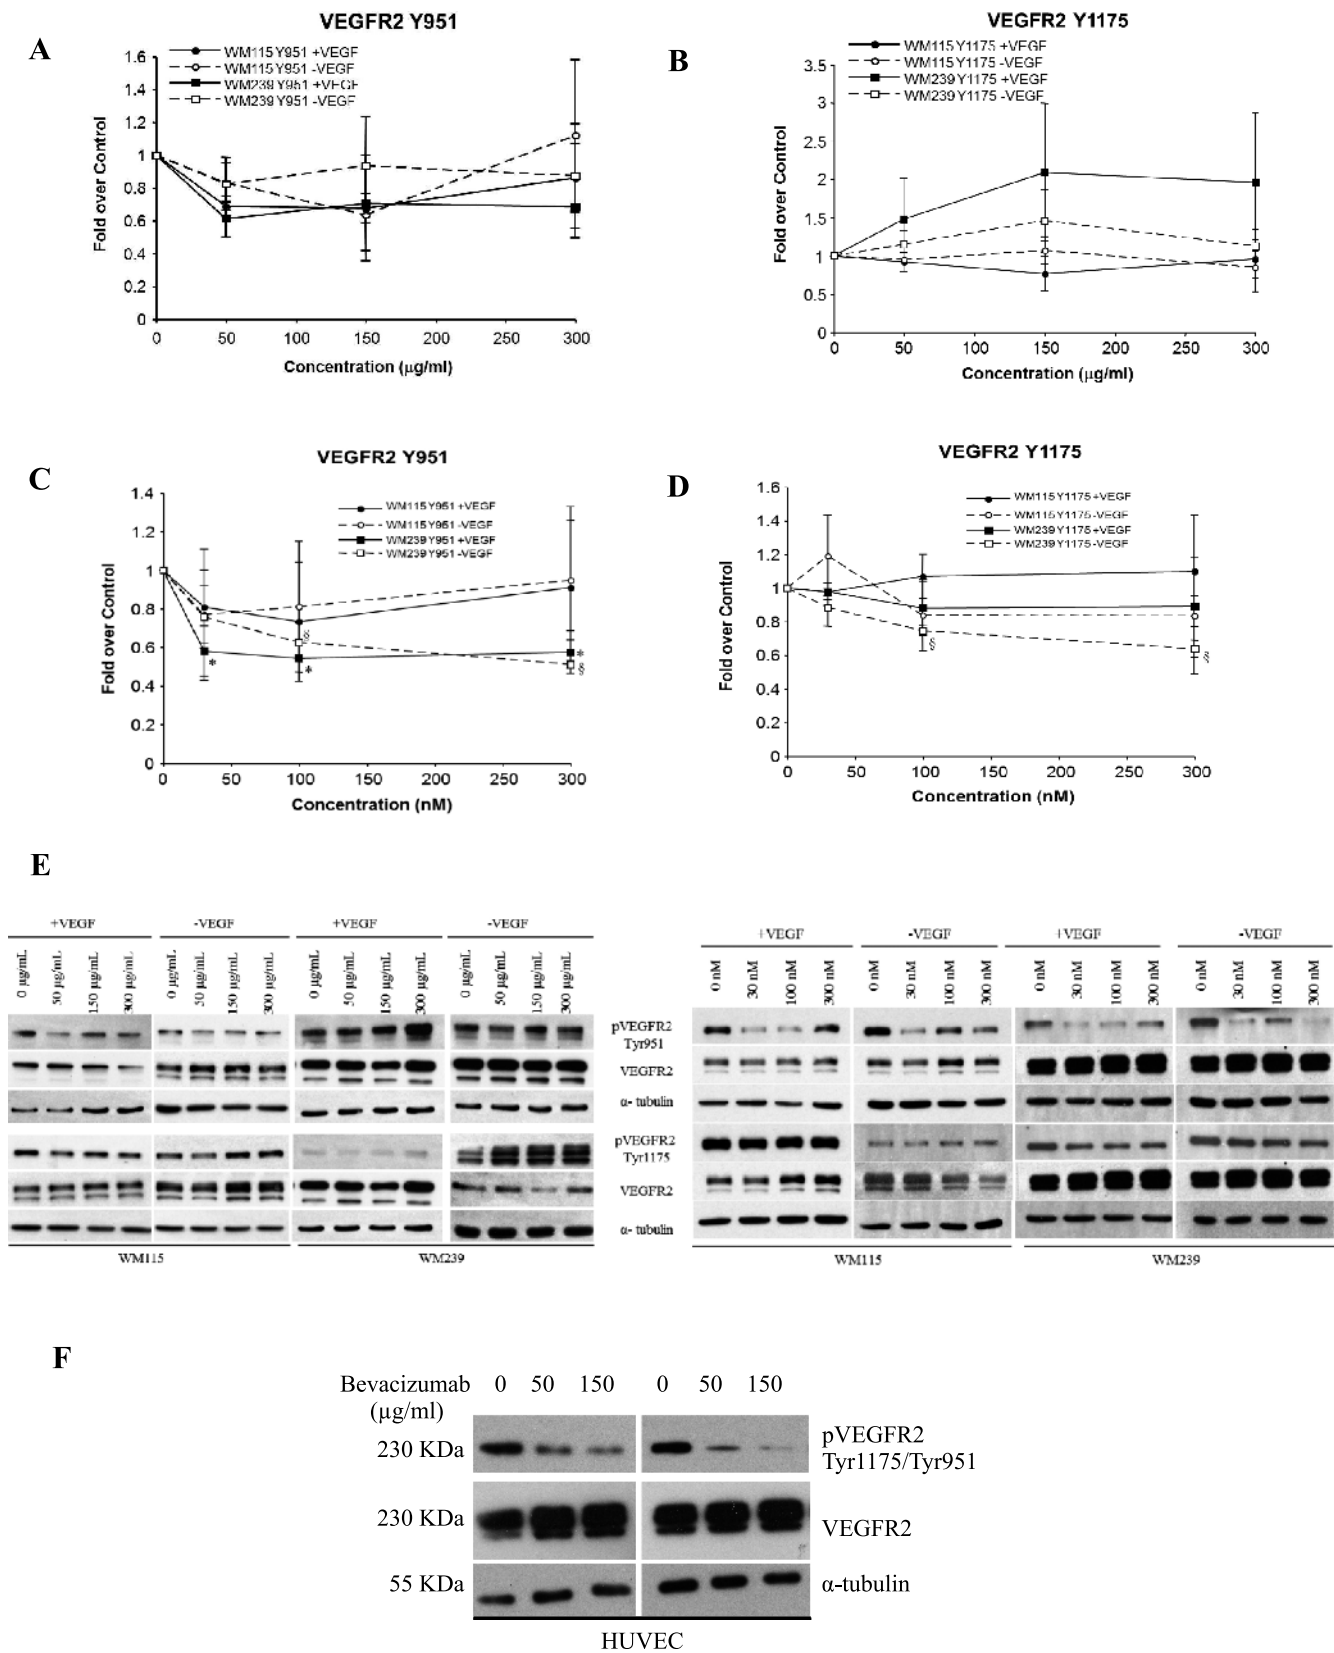 A
VEGFR2 Y951
WM115 Y951 +VEGF
WM115 Y951 -VEGF
WM239 Y951 +VEGF
WM239 Y951 -VEGF
Fold over Control
1.6
1.4
1.2
1
0.8
0.6
0.4
0.2
0
0 50 100 150 200 250 300
Concentration (µg/ml)
B
VEGFR2 Y1175
WM115 Y1175 +VEGF
WM115 Y1175 -VEGF
WM239 Y1175 +VEGF
WM239 Y1175 -VEGF
Fold over Control
3.5
3
2.5
2
1.5
1
0.5
0
0 50 100 150 200 250 300
Concentration (µg/ml)
C
VEGFR2 Y951
WM115 Y951 +VEGF
WM115 Y951 -VEGF
WM239 Y951 +VEGF
WM239 Y951 -VEGF
Fold over Control
1.4
1.2
1
0.8
0.6
0.4
0.2
0
§
* * *
§
0 50 100 150 200 250 300
Concentration (nM)
D
VEGFR2 Y1175
WM115 Y1175 +VEGF
WM115 Y1175 -VEGF
WM239 Y1175 +VEGF
WM239 Y1175 -VEGF
Fold over Control
1.6
1.4
1.2
1
0.8
0.6
0.4
0.2
0
§ §
0 50 100 150 200 250 300
Concentration (nM)
E
+VEGF -VEGF +VEGF -VEGF
0 µg/mL 50 µg/mL 150 µg/mL 300 µg/mL 0 µg/mL 50 µg/mL 150 µg/mL 300 µg/mL 0 µg/mL 50 µg/mL 150 µg/mL 300 µg/mL 0 µg/mL 50 µg/mL 150 µg/mL 300 µg/mL
+VEGF -VEGF +VEGF -VEGF
0 nM 30 nM 100 nM 300 nM 0 nM 30 nM 100 nM 300 nM 0 nM 30 nM 100 nM 300 nM 0 nM 30 nM 100 nM 300 nM
pVEGFR2
Tyr951
VEGFR2
α- tubulin
pVEGFR2
Tyr1175
VEGFR2
α- tubulin
WM115 WM239 WM115 WM239
F
Bevacizumab 0 50 150 0 50 150
(µg/ml)
230 KDa
pVEGFR2
Tyr1175/Tyr951
230 KDa VEGFR2
55 KDa α-tubulin
HUVEC